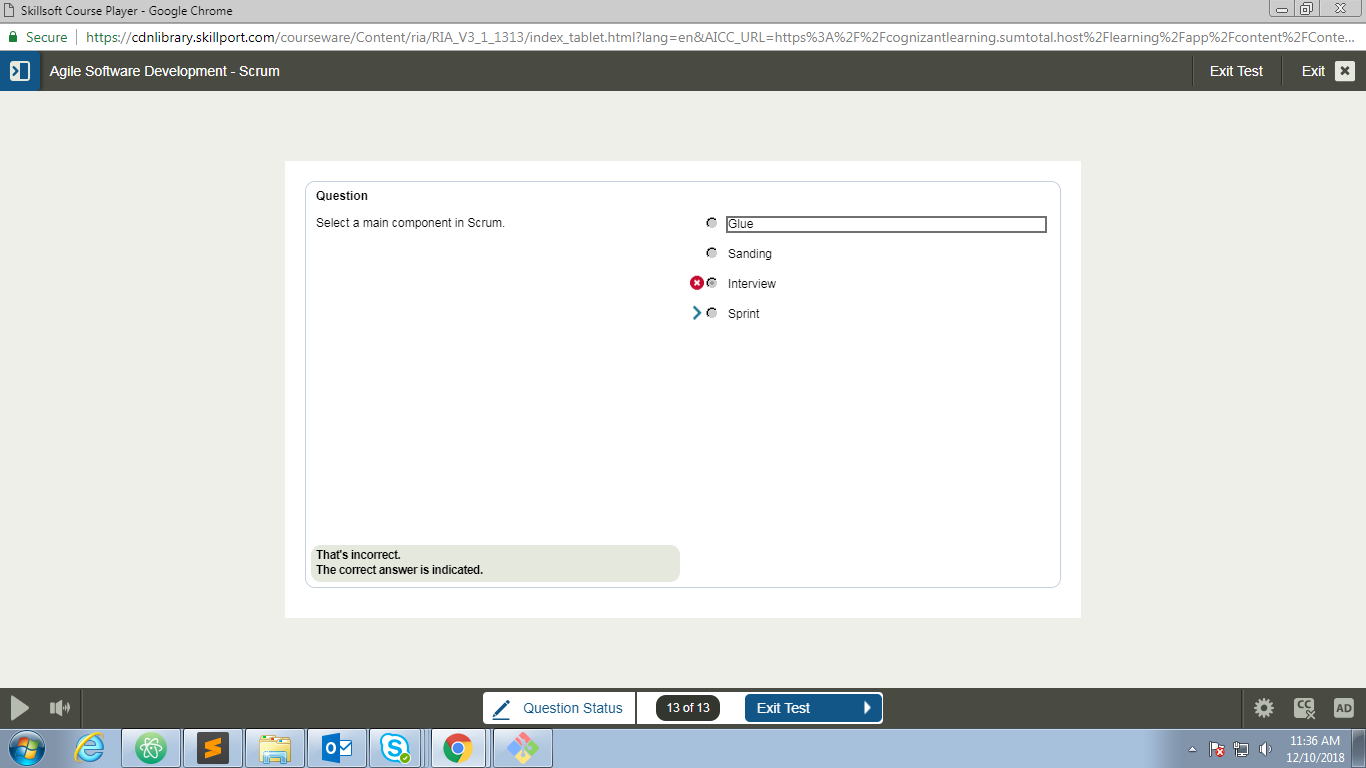 Skillsoft Course Player - Google Chrome
Secure
https://cdnlibrary.skillport.com/courseware/Content/ria/RIA_V3_1_1313/index_tablet.html?lang=en&AICC_URL=https%3A%2F%2Fcognizantlearning.sumtotal.host%2Flearning%2Fapp%2Fcontent%2FConte...
Agile Software Development - Scrum
Exit Test
Exit
Question
Select a main component in Scrum.
Glue
Sanding
Interview
Sprint
That's incorrect.
The correct answer is indicated.
Question Status
13 of 13
Exit Test
CC
AD
11:36 AM
12/10/2018